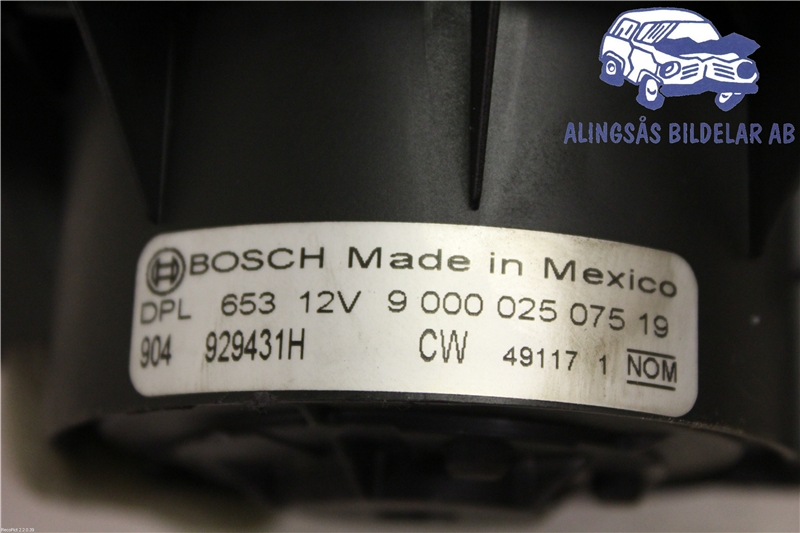 ALINGSÅS BILDELAR AB
BOSCH Made in Mexico
DPL 653 12V 9 000 025 075 19
904 929431H CW 49117 1 NOM